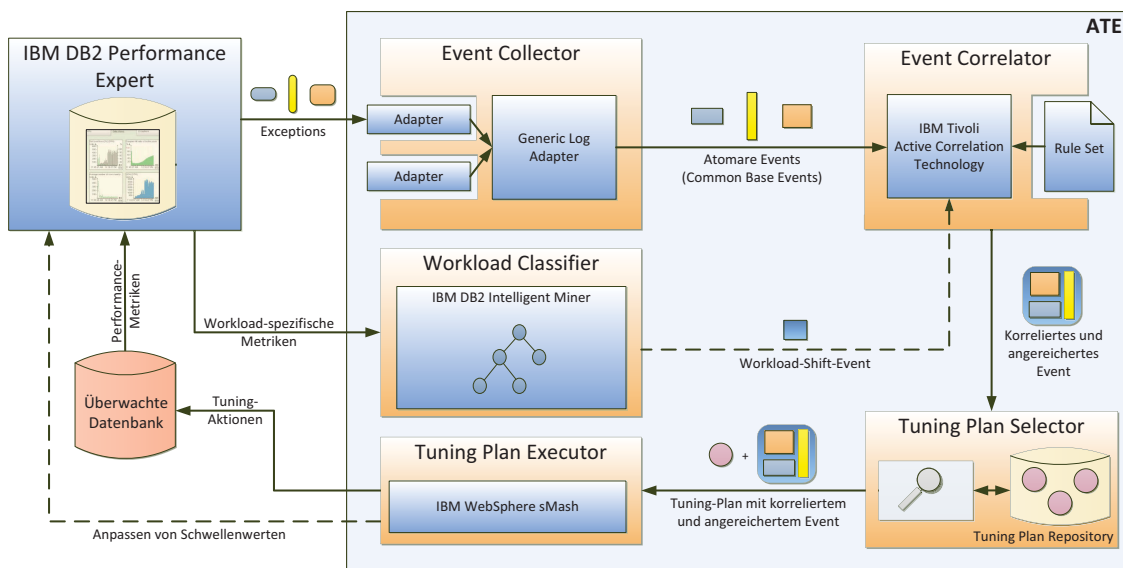 ATE
IBM DB2 Performance
Expert
Exceptions
Event Collector
Adapter
Adapter
Generic Log
Adapter
Atomare Events
(Common Base Events)
Event Correlator
IBM Tivoli
Active Correlation
Technology
Rule Set
Performance-
Metriken
Workload-spezifische
Metriken
Workload Classifier
IBM DB2 Intelligent Miner
Workload-Shift-Event
Korreliertes und
angereichertes
Event
Überwachte
Datenbank
Tuning-
Aktionen
Tuning Plan Executor
IBM WebSphere sMash
Anpassen von Schwellenwerten
+
Tuning-Plan mit korreliertem
und angereichertem Event
Tuning Plan Selector
Tuning Plan Repository